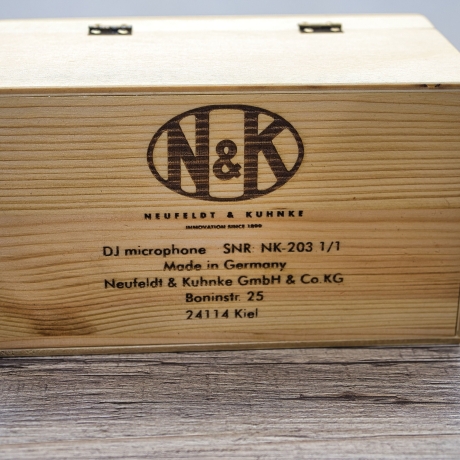 N&K
NEUFELDT & KUHNKE
INNOVATION SINCE 1899
DJ microphone SNR: NK-203 1/1
Made in Germany
Neufeldt & Kuhnke GmbH & Co.KG
Boninstr. 25
24114 Kiel